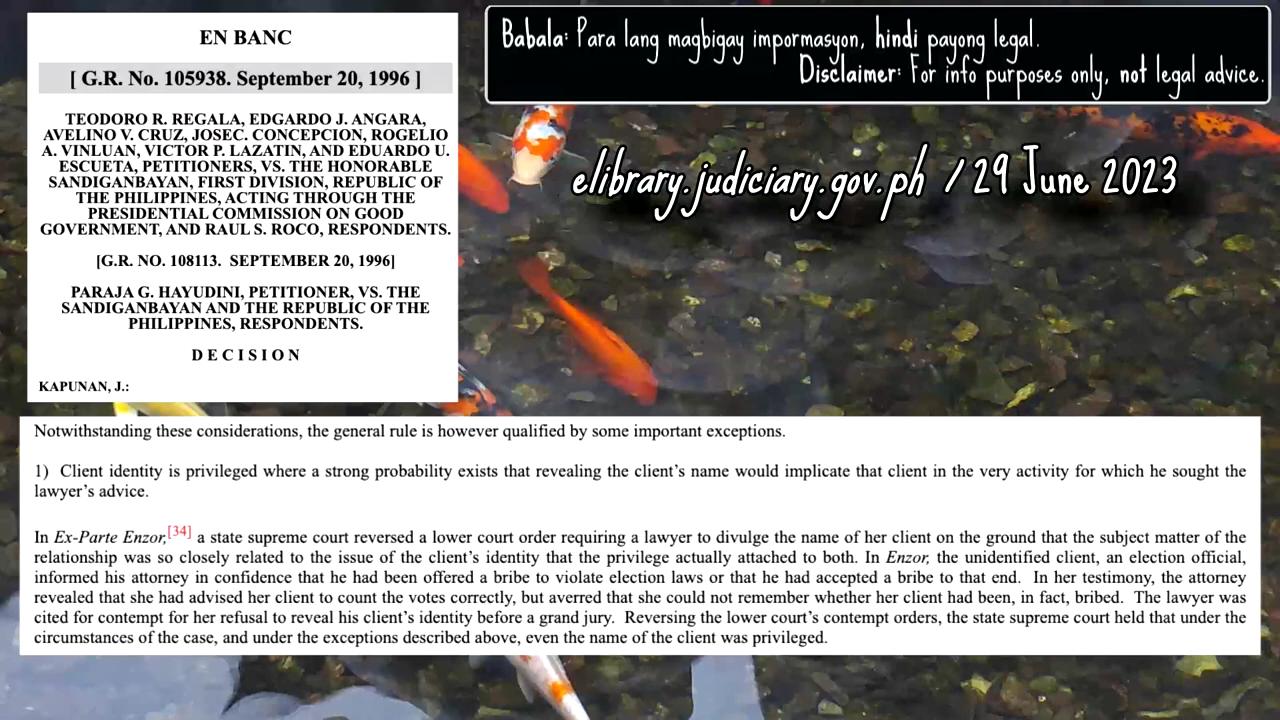 EN BANC
[ G.R. No. 105938. September 20, 1996 ]
TEODORO R. REGALA, EDGARDO J. ANGARA,
AVELINO V. CRUZ, JOSEC. CONCEPCION, ROGELIO
A. VINLUAN, VICTOR P. LAZATIN, AND EDUARDO U.
ESCUETA, PETITIONERS, VS. THE HONORABLE
SANDIGANBAYAN, FIRST DIVISION, REPUBLIC OF
THE PHILIPPINES, ACTING THROUGH THE
PRESIDENTIAL COMMISSION ON GOOD
GOVERNMENT, AND RAUL S. ROCO, RESPONDENTS.
[G.R. NO. 108113. SEPTEMBER 20, 1996]
PARAJA G. HAYUDINI, PETITIONER, VS. THE
SANDIGANBAYAN AND THE REPUBLIC OF THE
PHILIPPINES, RESPONDENTS.
D E C I S I O N
KAPUNAN, J.:
Babala: Para lang magbigay impormasyon, hindi payong legal.
Disclaimer: For info purposes only, not legal advice.
elibrary.judiciary.gov.ph / 29 June 2023
Notwithstanding these considerations, the general rule is however qualified by some important exceptions.
1) Client identity is privileged where a strong probability exists that revealing the client's name would implicate that client in the very activity for which he sought the
lawyer's advice.
In Ex-Parte Enzor,[34] a state supreme court reversed a lower court order requiring a lawyer to divulge the name of her client on the ground that the subject matter of the
relationship was so closely related to the issue of the client's identity that the privilege actually attached to both. In Enzor, the unidentified client, an election official,
informed his attorney in confidence that he had been offered a bribe to violate election laws or that he had accepted a bribe to that end. In her testimony, the attorney
revealed that she had advised her client to count the votes correctly, but averred that she could not remember whether her client had been, in fact, bribed. The lawyer was
cited for contempt for her refusal to reveal his client's identity before a grand jury. Reversing the lower court's contempt orders, the state supreme court held that under the
circumstances of the case, and under the exceptions described above, even the name of the client was privileged.